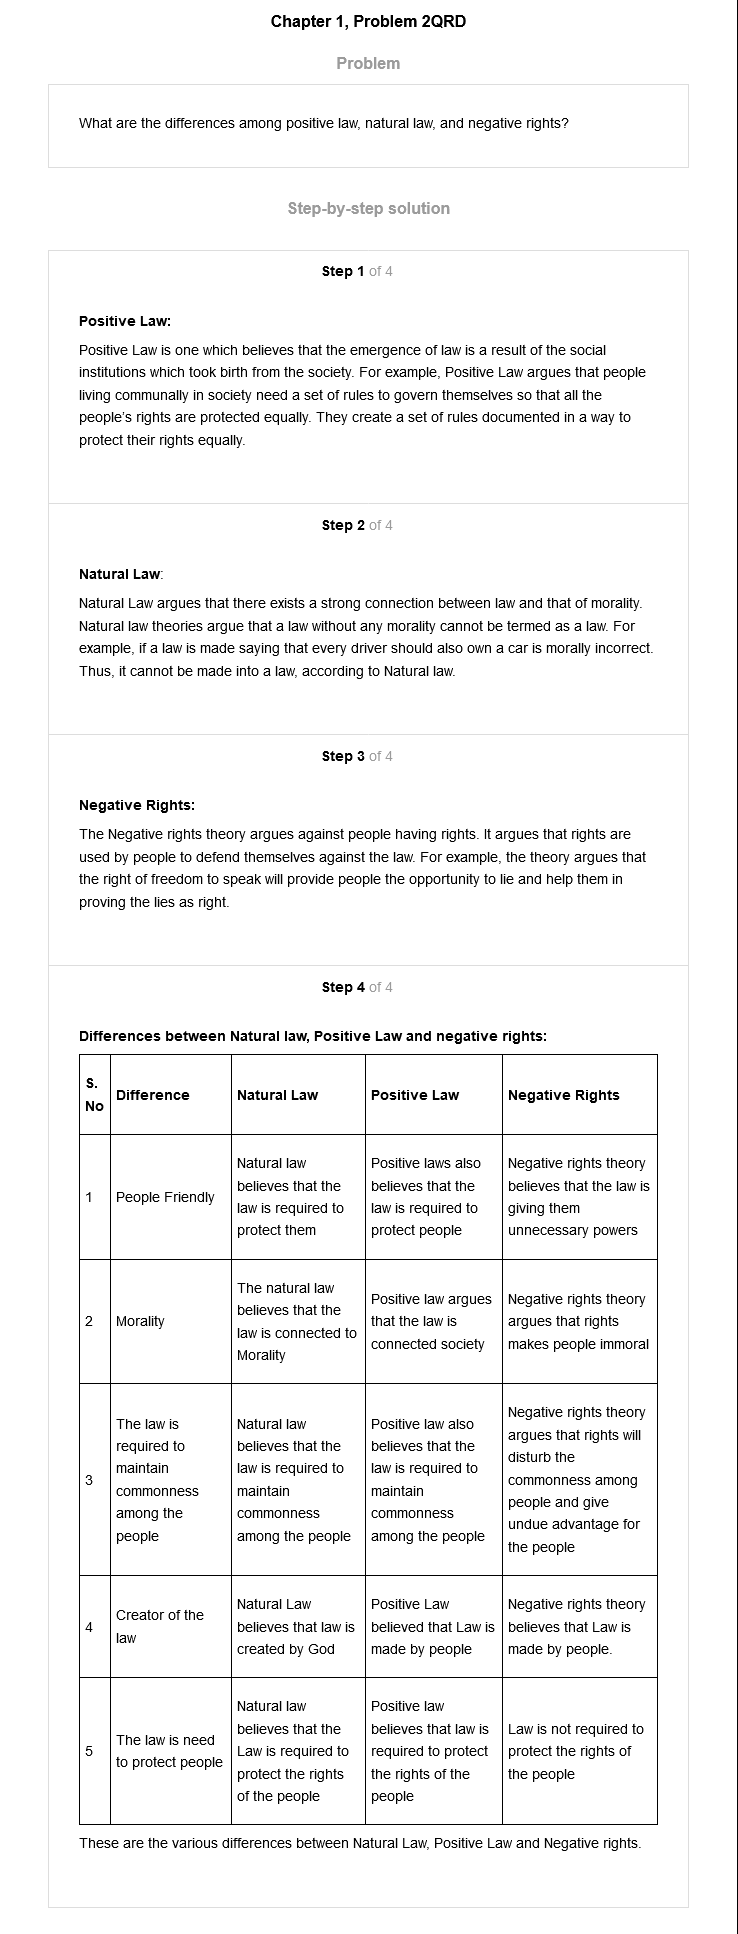 Chapter 1, Problem 2QRD
Problem
What are the differences among positive law, natural law, and negative rights?
Step-by-step solution
Step 1 of 4
Positive Law:
Positive Law is one which believes that the emergence of law is a result of the social
institutions which took birth from the society. For example, Positive Law argues that people
living communally in society need a set of rules to govern themselves so that all the
people's rights are protected equally. They create a set of rules documented in a way to
protect their rights equally.
Step 2 of 4
Natural Law:
Natural Law argues that there exists a strong connection between law and that of morality.
Natural law theories argue that a law without any morality cannot be termed as a law. For
example, if a law is made saying that every driver should also own a car is morally incorrect.
Thus, it cannot be made into a law, according to Natural law.
Step 3 of 4
Negative Rights:
The Negative rights theory argues against people having rights. It argues that rights are
used by people to defend themselves against the law. For example, the theory argues that
the right of freedom to speak will provide people the opportunity to lie and help them in
proving the lies as right.
Step 4 of 4
Differences between Natural law, Positive Law and negative rights:
S.
No
Difference
Natural Law
Positive Law
Negative Rights
1
People Friendly
Natural law
believes that the
law is required to
protect them
Positive laws also
believes that the
law is required to
protect people
Negative rights theory
believes that the law is
giving them
unnecessary powers
2
Morality
The natural law
believes that the
law is connected to
Morality
Positive law argues
that the law is
connected society
Negative rights theory
argues that rights
makes people immoral
3
The law is
required to
maintain
commonness
among the
people
Natural law
believes that the
law is required to
maintain
commonness
among the people
Positive law also
believes that the
law is required to
maintain
commonness
among the people
Negative rights theory
argues that rights will
disturb the
commonness among
people and give
undue advantage for
the people
4
Creator of the
law
Natural Law
believes that law is
created by God
Positive Law
believed that Law is
made by people
Negative rights theory
believes that Law is
made by people.
5
The law is need
to protect people
Natural law
believes that the
Law is required to
protect the rights
of the people
Positive law
believes that law is
required to protect
the rights of the
people
Law is not required to
protect the rights of
the people
These are the various differences between Natural Law, Positive Law and Negative rights.